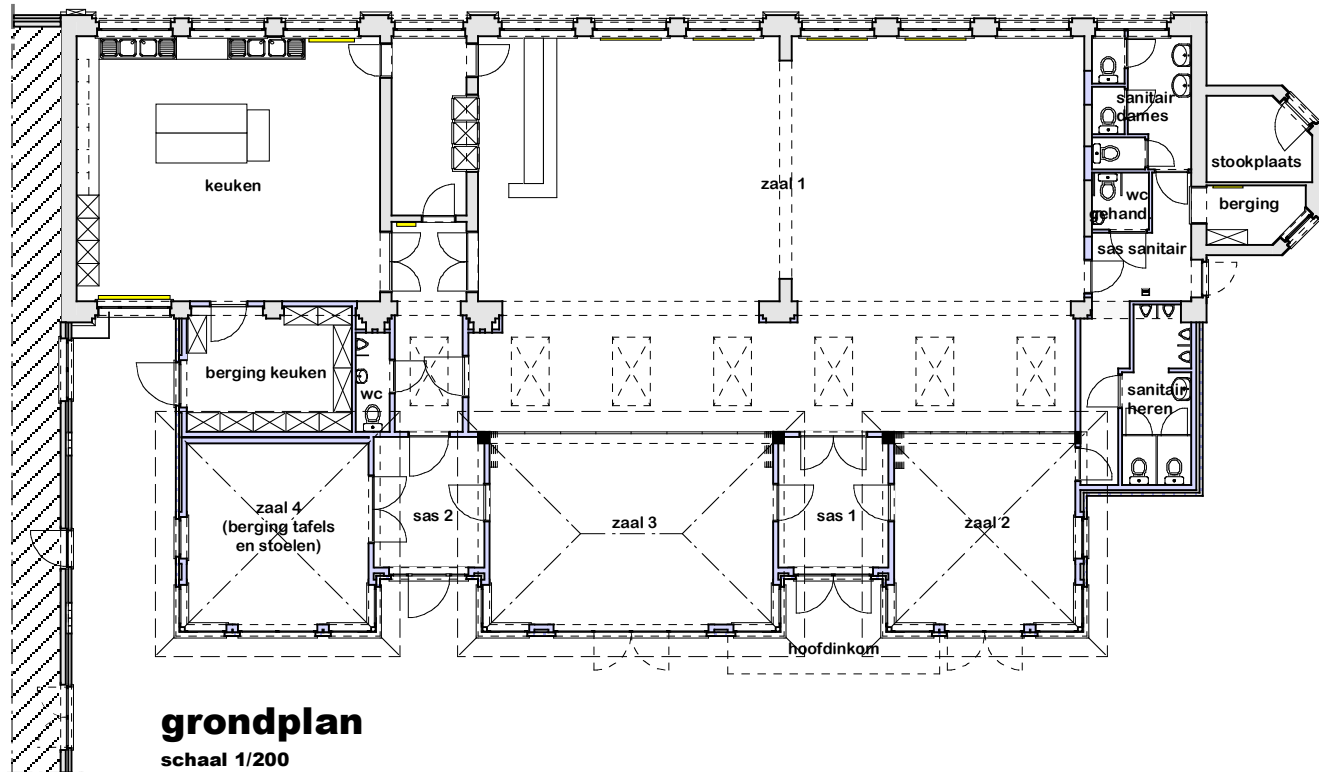 sanitair
dames
keuken
zaal 1
stookplaats
wc
gehand.
berging
sas sanitair
berging keuken
wc
sanitair
heren
zaal 4
(berging tafels
en stoelen)
sas 2
zaal 3
sas 1
zaal 2
hoofdinkom
grondplan
schaal 1/200